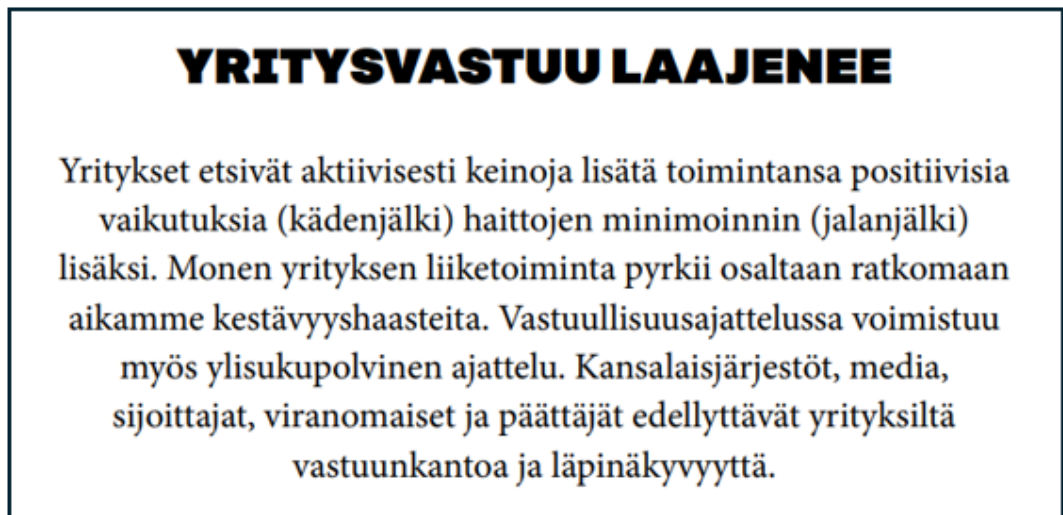 YRITYSVASTUU LAAJENEE
Yritykset etsivät aktiivisesti keinoja lisätä toimintansa positiivisia
vaikutuksia (kädenjälki) haittojen minimoinnin (jalanjälki)
lisäksi. Monen yrityksen liiketoiminta pyrkii osaltaan ratkomaan
aikamme kestävyyshaasteita. Vastuullisuusajattelussa voimistuu
myös ylisukupolvinen ajattelu. Kansalaisjärjestöt, media,
sijoittajat, viranomaiset ja päättäjät edellyttävät yrityksiltä
vastuunkantoa ja läpinäkyvyyttä.